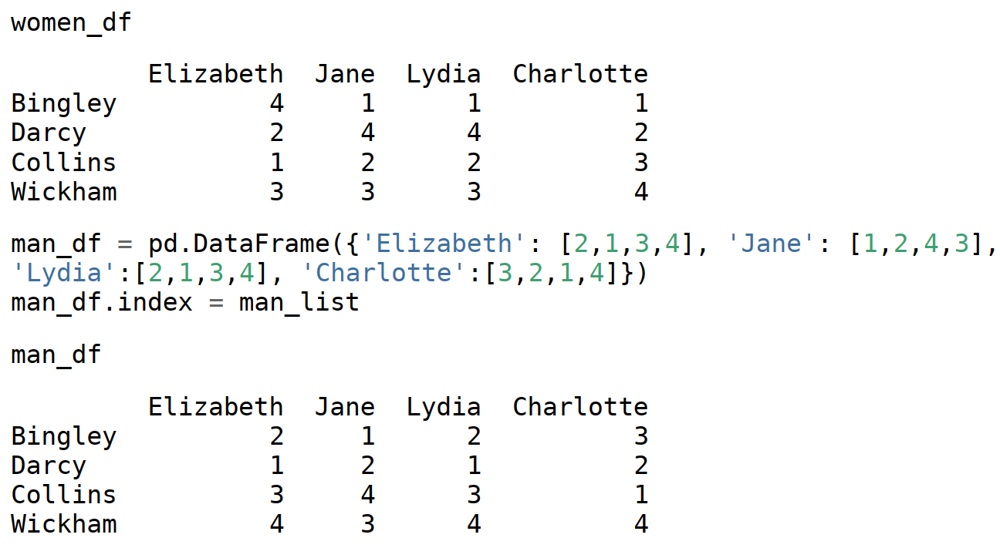 women_df
Elizabeth Jane Lydia Charlotte
Bingley 4 1 1 1
Darcy 2 4 4 2
Collins 1 2 2 3
Wickham 3 3 3 4
man_df = pd.DataFrame({'Elizabeth': [2,1,3,4], 'Jane': [1,2,4,3],
'Lydia':[2,1,3,4], 'Charlotte':[3,2,1,4]})
man_df.index = man_list
man_df
Elizabeth Jane Lydia Charlotte
Bingley 2 1 2 3
Darcy 1 2 1 2
Collins 3 4 3 1
Wickham 4 3 4 4